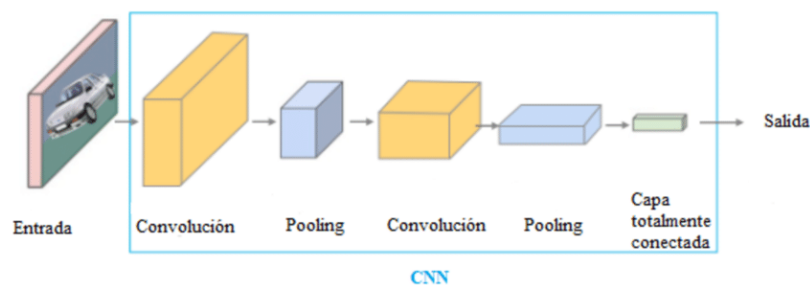 Entrada
Convolución
Pooling
Convolución
Pooling
Capa
totalmente
conectada
Salida
CNN